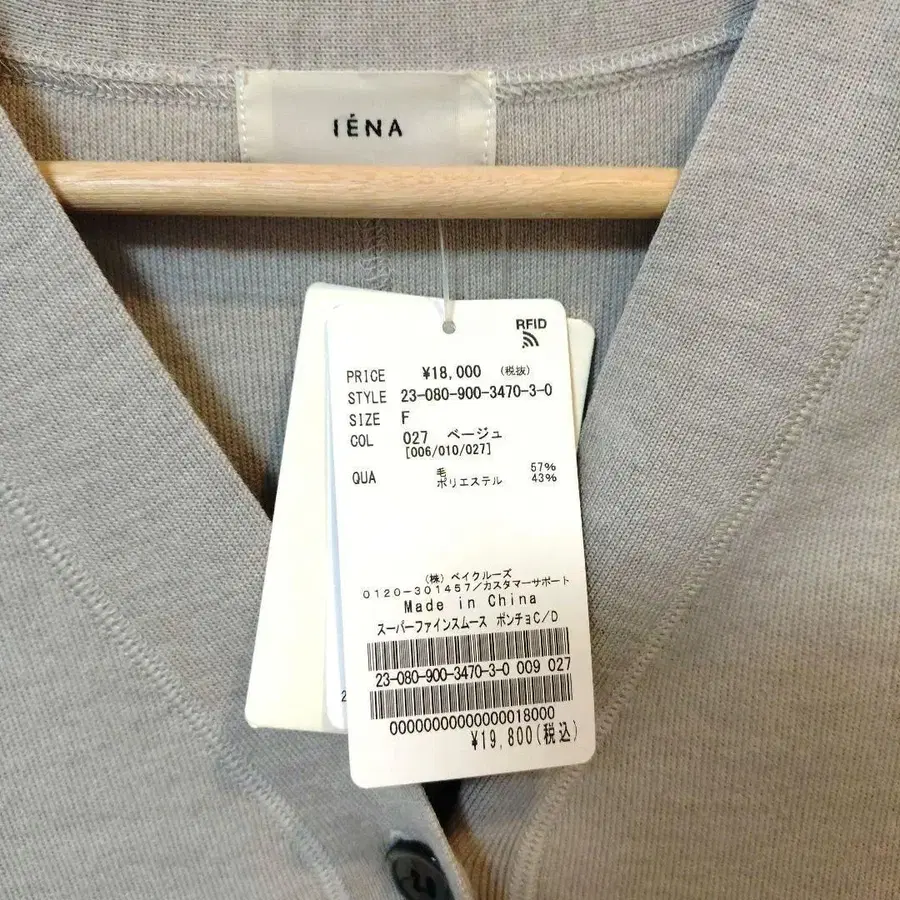 IÉNA
RFID
PRICE ¥18,000 (税抜)
STYLE 23-080-900-3470-3-0
SIZE F
COL 027 ベージュ
[006/010/027]
QUA 毛 57%
ポリエステル 43%
(株) ベイクルーズ
0120-301457/カスタマーサポート
Made in China
スーパーファインスムース ポンチョC/D
23-080-900-3470-3-0 009 027
2
00000000000000018000
¥19,800(税込)